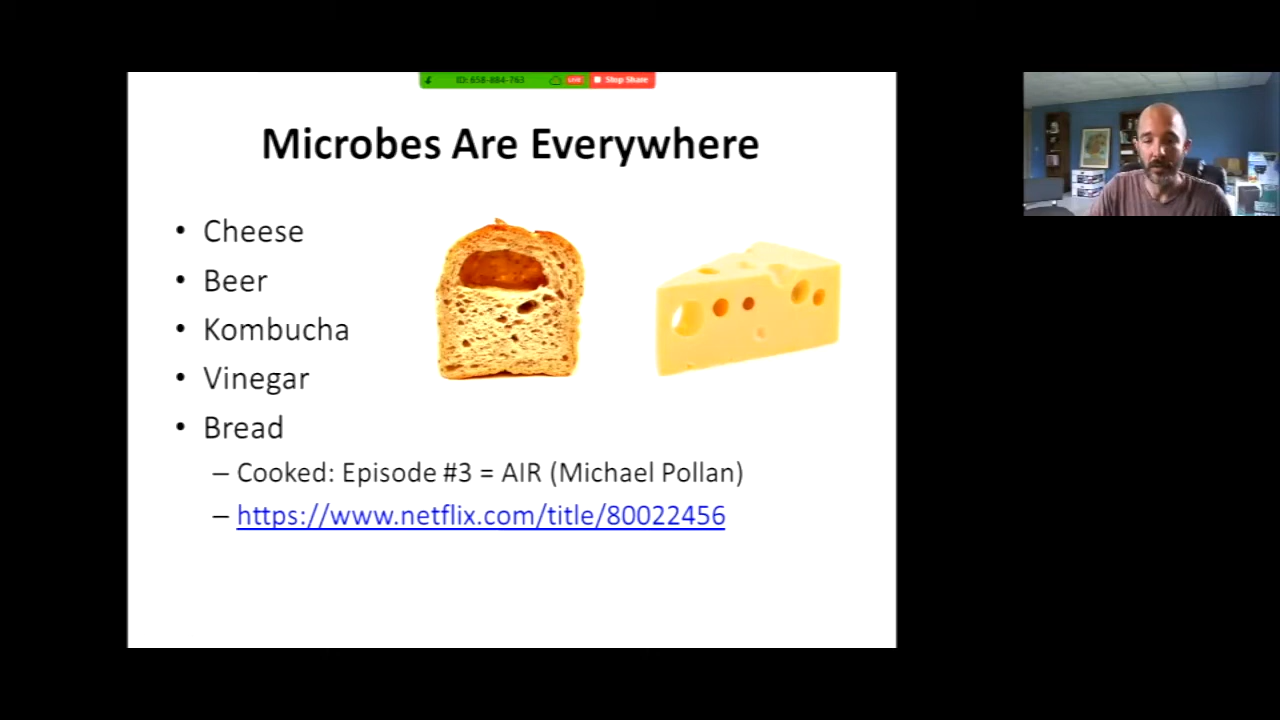 ID: 658-884-763 Stop Share
Microbes Are Everywhere
• Cheese
• Beer
• Kombucha
• Vinegar
• Bread
– Cooked: Episode #3 = AIR (Michael Pollan)
– https://www.netflix.com/title/80022456